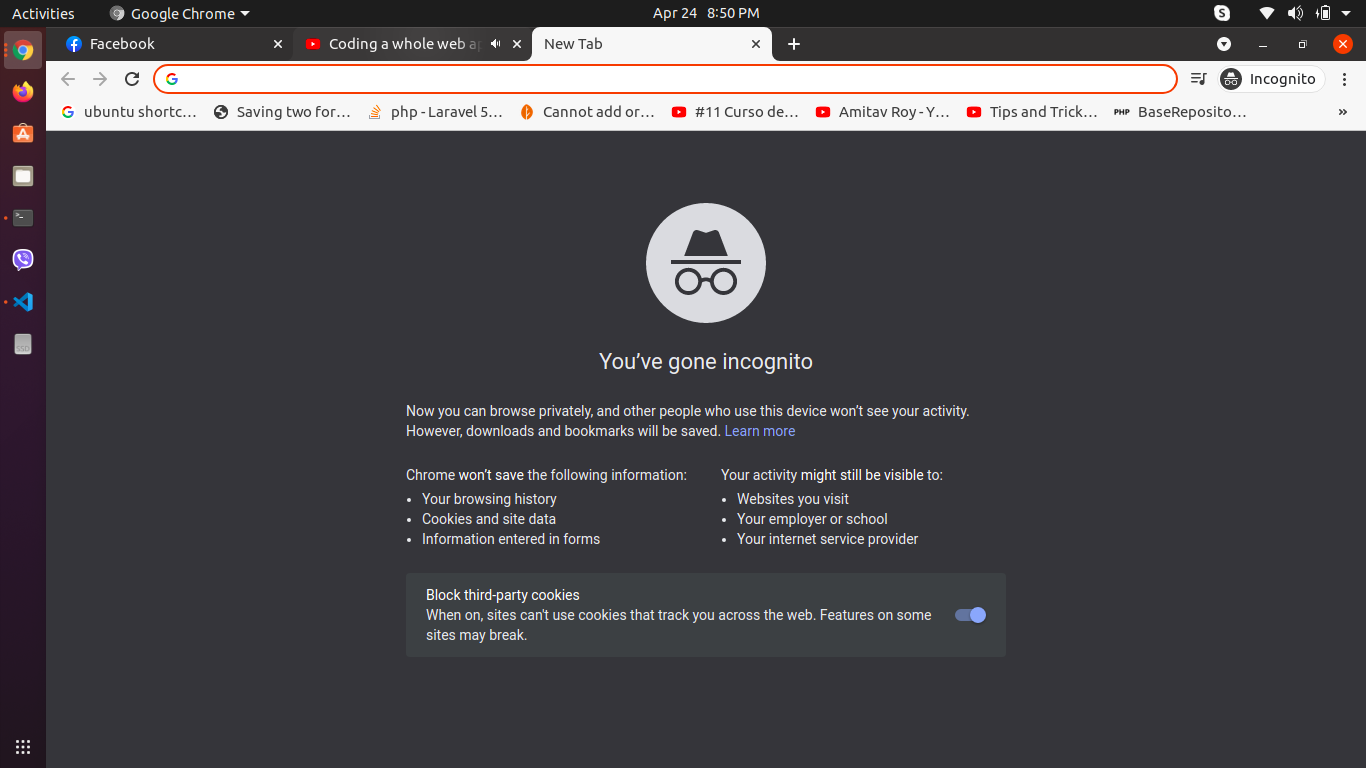 Activities
Google Chrome
Apr 24 8:50 PM
Facebook
Coding a whole web ap
New Tab
Incognito
ubuntu shortc…
Saving two for…
php - Laravel 5…
Cannot add or…
#11 Curso de…
Amitav Roy - Y…
Tips and Trick…
PHP BaseReposito…
»
SSD
You've gone incognito
Now you can browse privately, and other people who use this device won't see your activity.
However, downloads and bookmarks will be saved. Learn more
Chrome won't save the following information:
• Your browsing history
• Cookies and site data
• Information entered in forms
Your activity might still be visible to:
• Websites you visit
• Your employer or school
• Your internet service provider
Block third-party cookies
When on, sites can't use cookies that track you across the web. Features on some
sites may break.